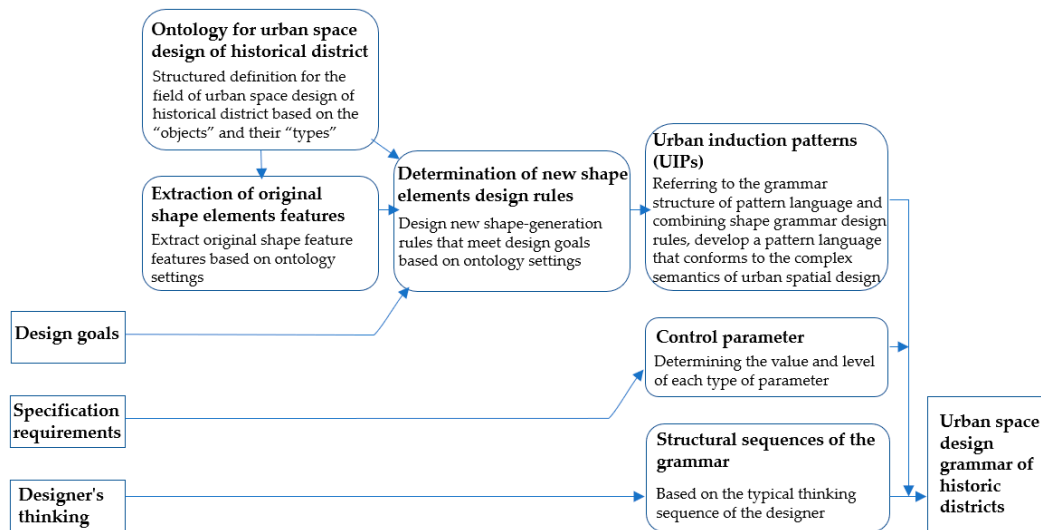 Ontology for urban space
design of historical district
Structured definition for the
field of urban space design of
historical district based on the
“objects” and their “types”
Extraction of original
shape elements features
Extract original shape feature
features based on ontology
settings
Determination of new shape
elements design rules
Design new shape-generation
rules that meet design goals
based on ontology settings
Urban induction patterns
(UIPs)
Referring to the grammar
structure of pattern language and
combining shape grammar design
rules, develop a pattern language
that conforms to the complex
semantics of urban spatial design
Design goals
Control parameter
Determining the value and level
of each type of parameter
Specification
requirements
Structural sequences of the
grammar
Based on the typical thinking
sequence of the designer
Designer's
thinking
Urban space
design
grammar of
historic
districts